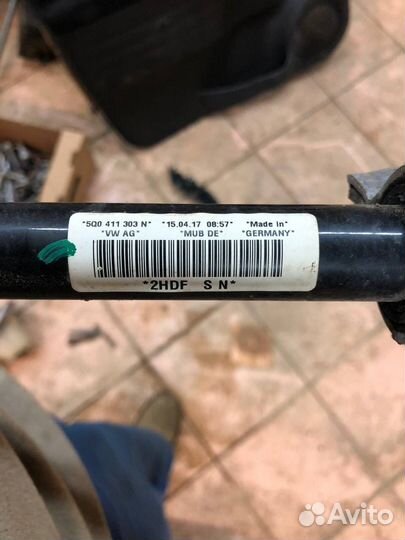 *5Q0 411 303 N* *15.04.17 08:57* *Made in*
*VW AG* *MUB DE* *GERMANY*
*2HDF S N*
Avito